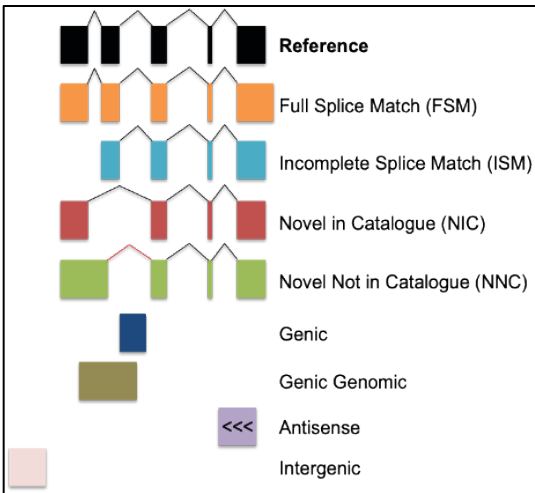 Reference
Full Splice Match (FSM)
Incomplete Splice Match (ISM)
Novel in Catalogue (NIC)
Novel Not in Catalogue (NNC)
Genic
Genic Genomic
<<< Antisense
Intergenic